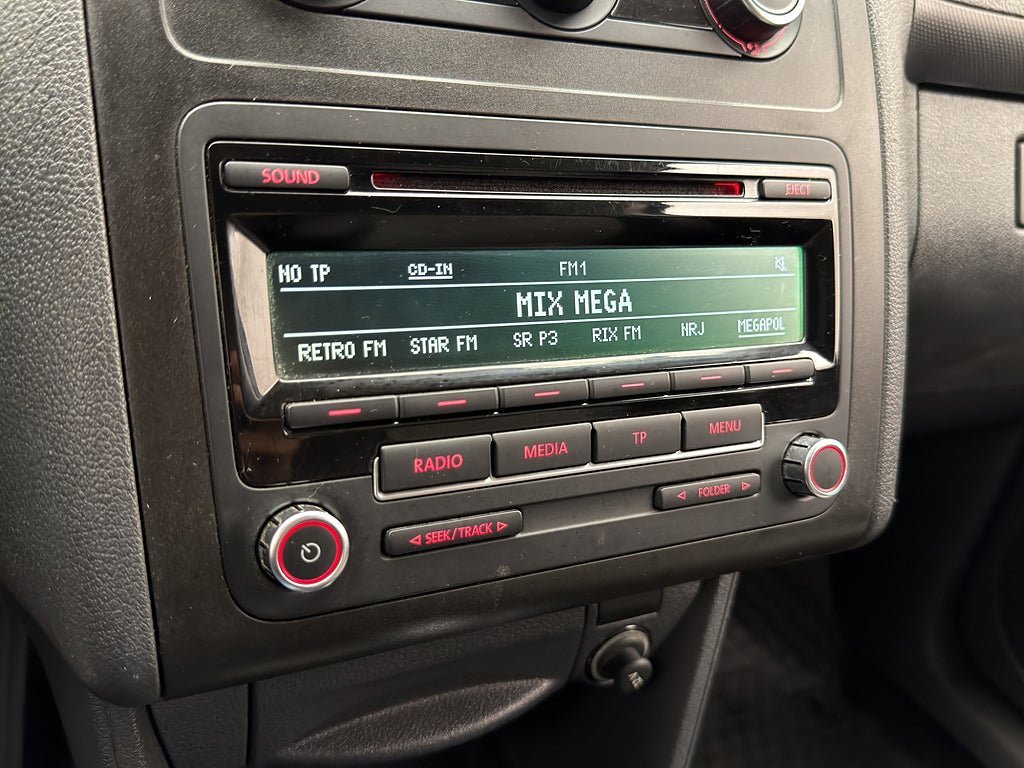 SOUND EJECT
NO TP CD-IN FM1
MIX MEGA
RETRO FM STAR FM SR P3 RIX FM NRJ MEGAPOL
RADIO MEDIA TP MENU
◁ SEEK/TRACK ▷ ◁ FOLDER ▷